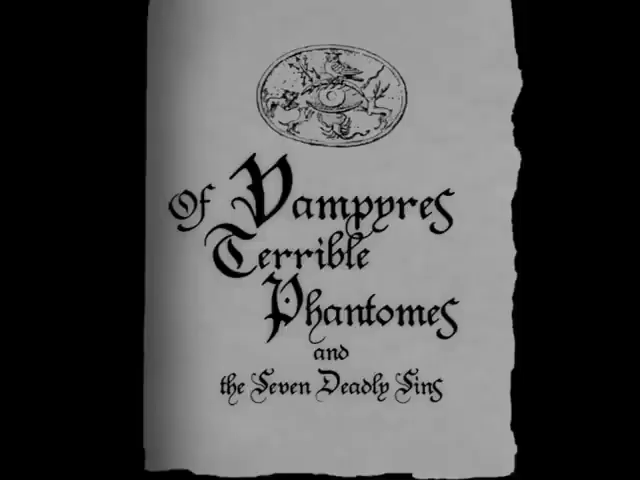 Of Vampyres
Terrible
Phantomes
and
the Seven Deadly Sins